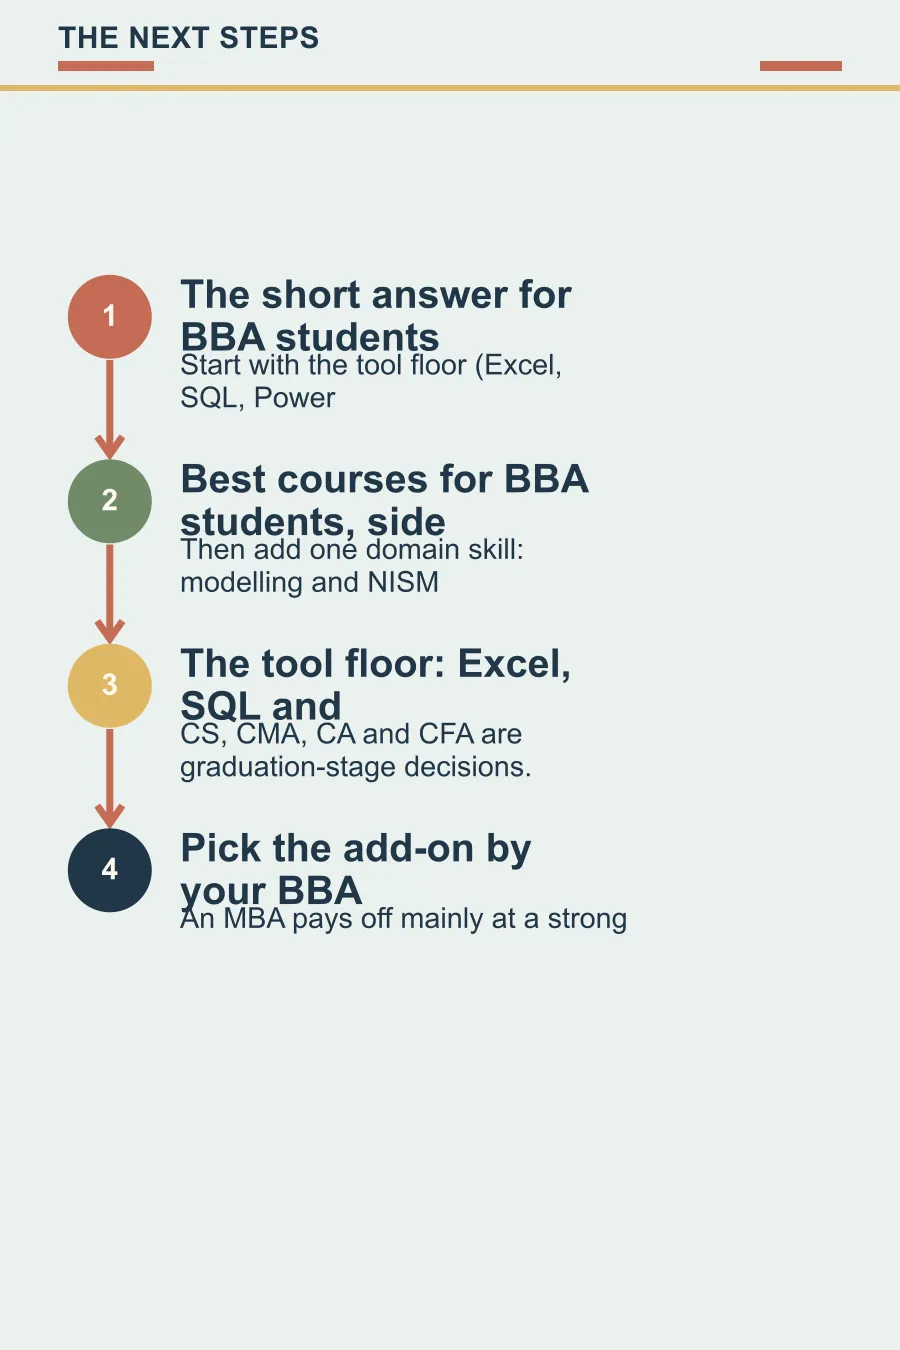 THE NEXT STEPS
1
The short answer for
BBA students
Start with the tool floor (Excel,
SQL, Power
2
Best courses for BBA
students, side
Then add one domain skill:
modelling and NISM
3
The tool floor: Excel,
SQL and
CS, CMA, CA and CFA are
graduation-stage decisions.
4
Pick the add-on by
your BBA
An MBA pays off mainly at a strong